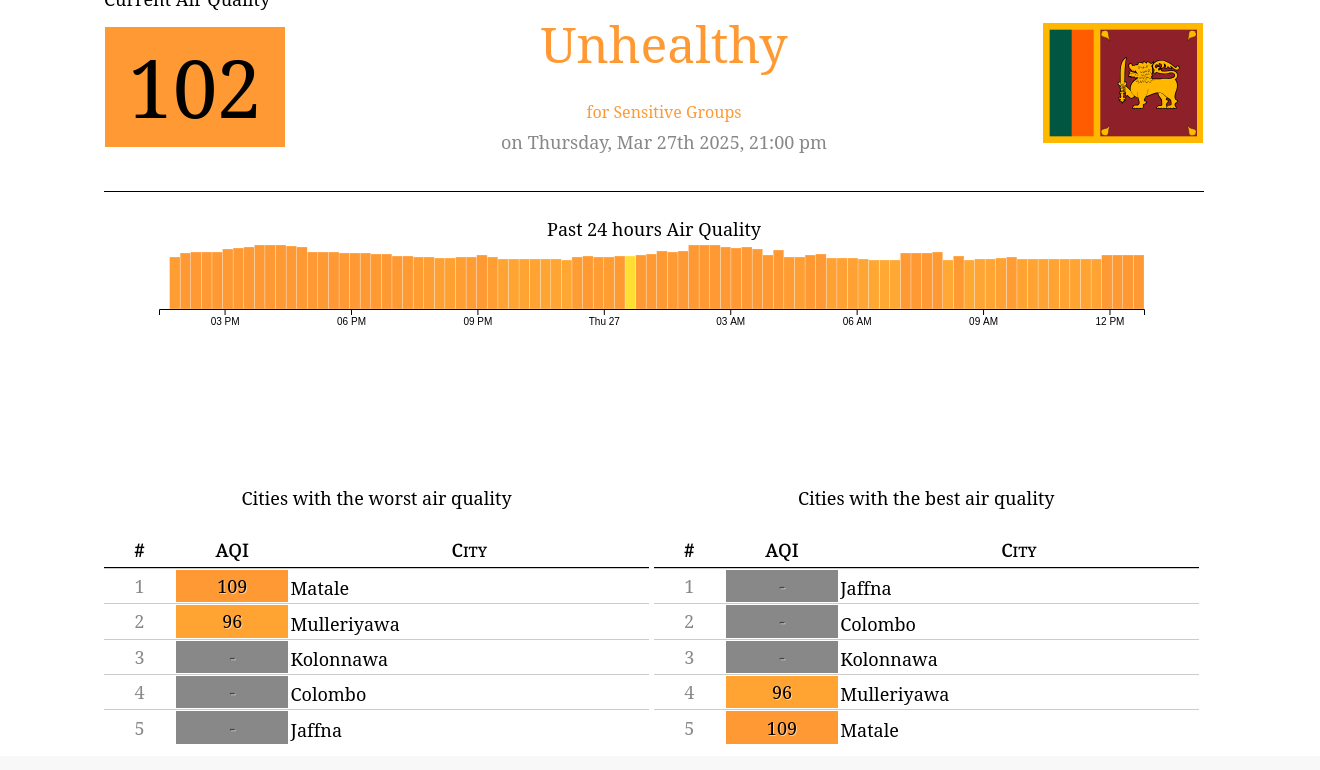 Current Air Quality
102
Unhealthy
for Sensitive Groups
on Thursday, Mar 27th 2025, 21:00 pm
Past 24 hours Air Quality
03 PM 06 PM 09 PM Thu 27 03 AM 06 AM 09 AM 12 PM
Cities with the worst air quality
# AQI City
1 109 Matale
2 96 Mulleriyawa
3 - Kolonnawa
4 - Colombo
5 - Jaffna
Cities with the best air quality
# AQI City
1 - Jaffna
2 - Colombo
3 - Kolonnawa
4 96 Mulleriyawa
5 109 Matale